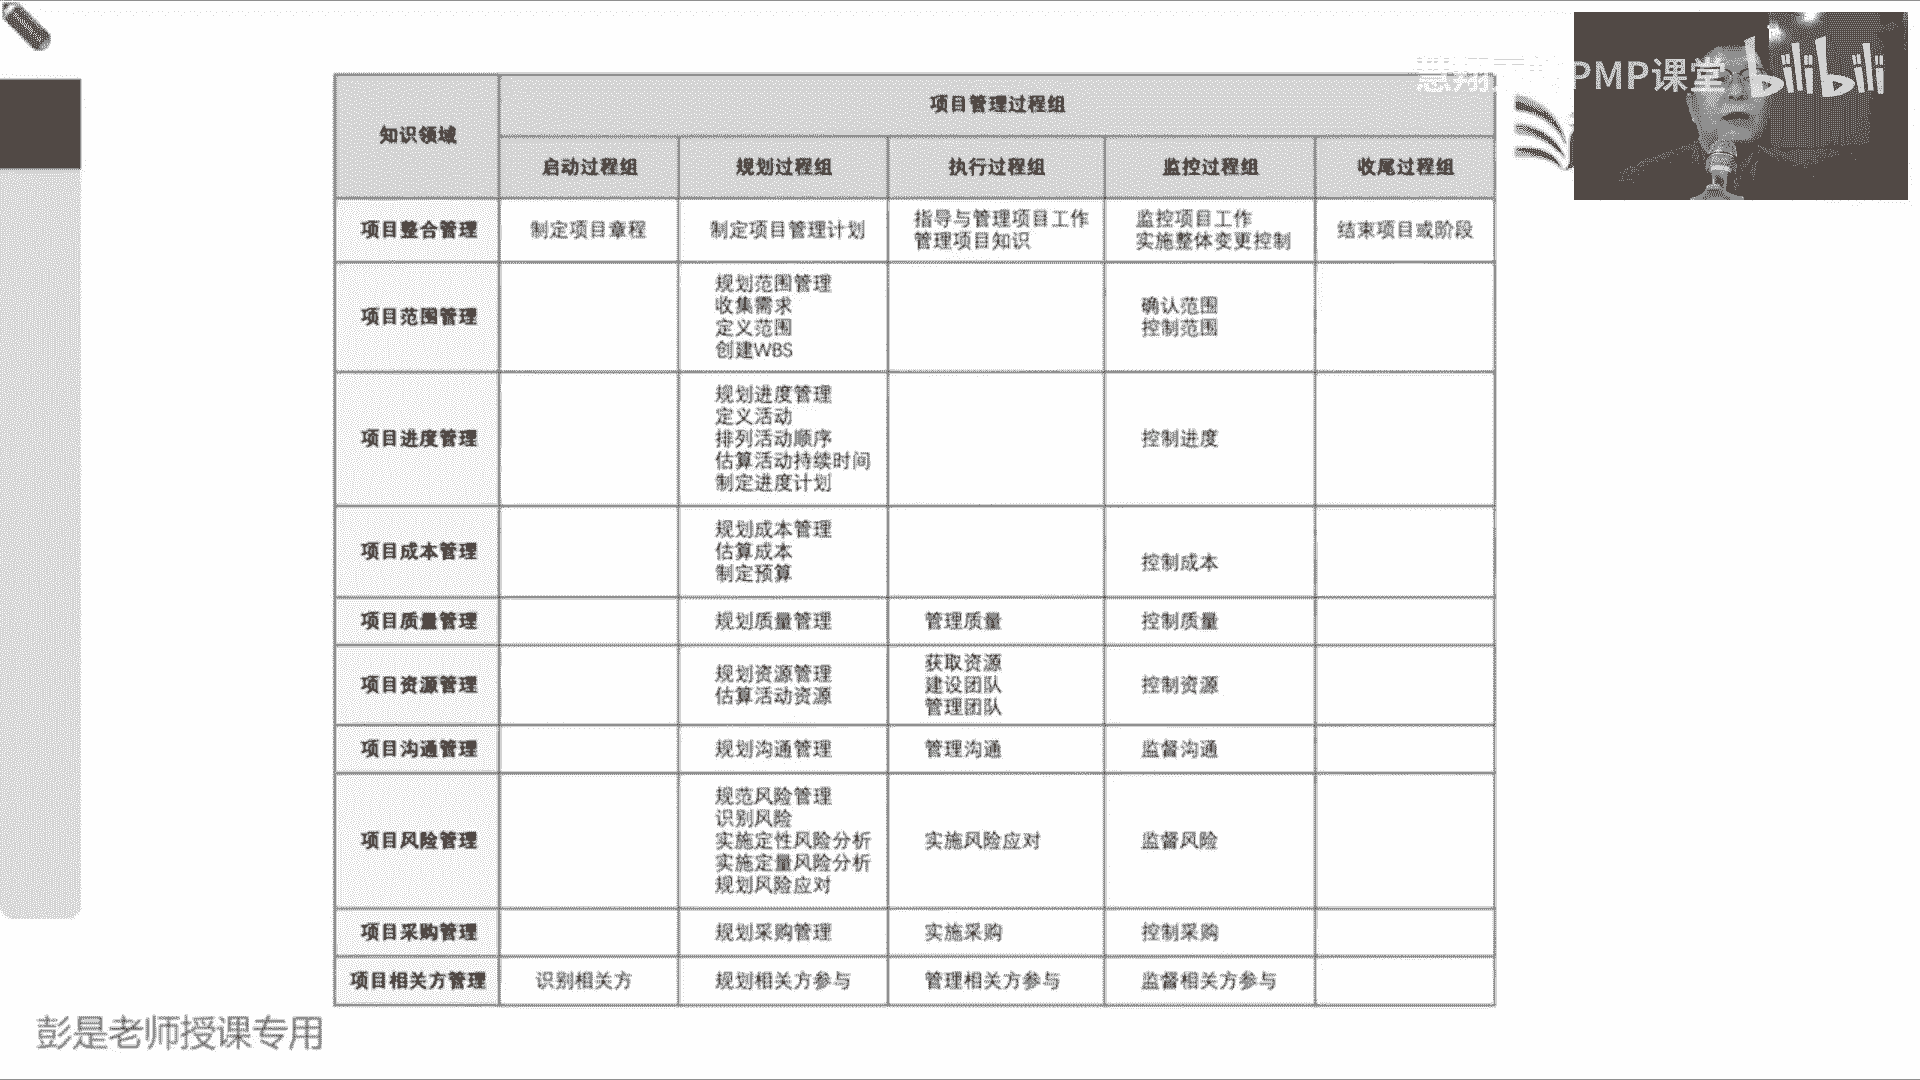 PMP课堂
bilibili
知识领域
项目管理过程组
启动过程组
规划过程组
执行过程组
监控过程组
收尾过程组
项目整合管理
制定项目章程
制定项目管理计划
指导与管理项目工作
管理项目知识
监控项目工作
实施整体变更控制
结束项目或阶段
项目范围管理
规划范围管理
收集需求
定义范围
创建WBS
确认范围
控制范围
项目进度管理
规划进度管理
定义活动
排列活动顺序
估算活动持续时间
制定进度计划
控制进度
项目成本管理
规划成本管理
估算成本
制定预算
控制成本
项目质量管理
规划质量管理
管理质量
控制质量
项目资源管理
规划资源管理
估算活动资源
获取资源
建设团队
管理团队
控制资源
项目沟通管理
规划沟通管理
管理沟通
监督沟通
项目风险管理
规范风险管理
识别风险
实施定性风险分析
实施定量风险分析
规划风险应对
实施风险应对
监督风险
项目采购管理
规划采购管理
实施采购
控制采购
项目相关方管理
识别相关方
规划相关方参与
管理相关方参与
监督相关方参与
彭是老师授课专用